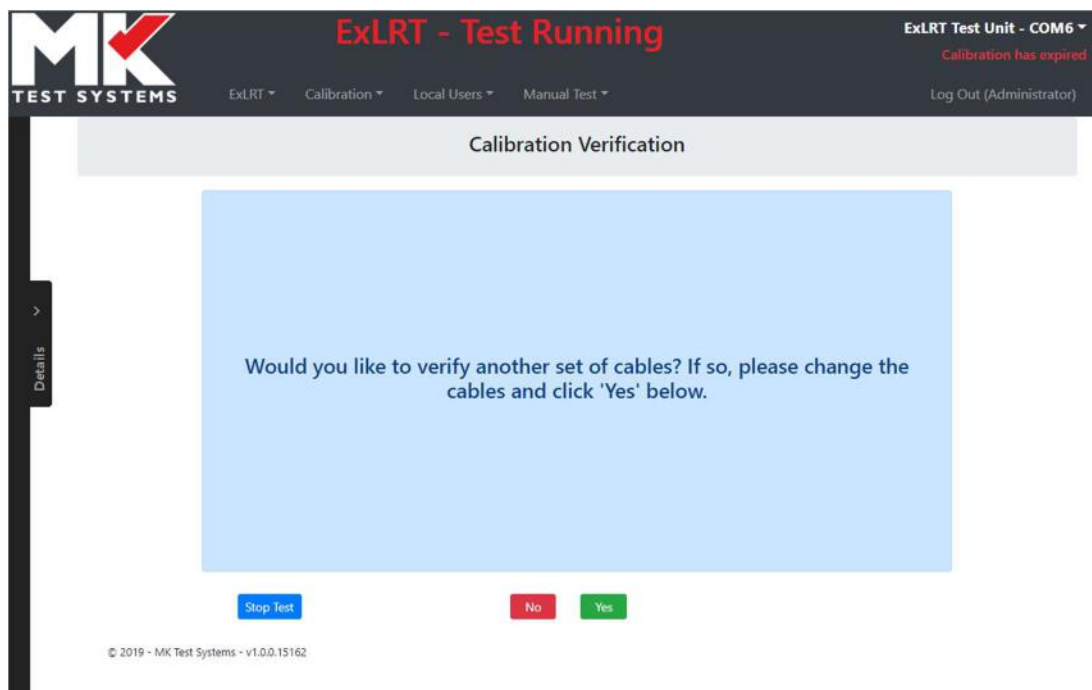 MK
TEST SYSTEMS
ExLRT - Test Running
ExLRT Test Unit - COM6
Calibration has expired
ExLRT
Calibration
Local Users
Manual Test
Log Out (Administrator)
Calibration Verification
Details
Would you like to verify another set of cables? If so, please change the
cables and click 'Yes' below.
Stop Test
No
Yes
© 2019 - MK Test Systems - v1.0.0.15162